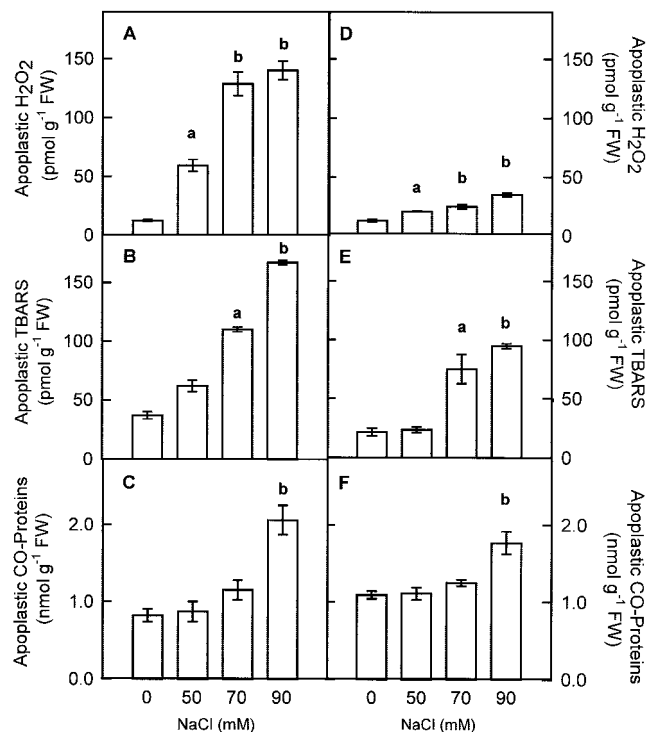 A
b
b
a
150
100
50
0
Apoplastic H2O2
(pmol g-1 FW)
D
a
b
b
150
100
50
0
Apoplastic H2O2
(pmol g-1 FW)
B
b
a
150
100
50
0
Apoplastic TBARS
(pmol g-1 FW)
E
a
b
150
100
50
0
Apoplastic TBARS
(pmol g-1 FW)
C
b
2.0
1.0
0.0
Apoplastic CO-Proteins
(nmol g-1 FW)
F
b
2.0
1.0
0.0
Apoplastic CO-Proteins
(nmol g-1 FW)
0 50 70 90
NaCl (mM)
0 50 70 90
NaCl (mM)